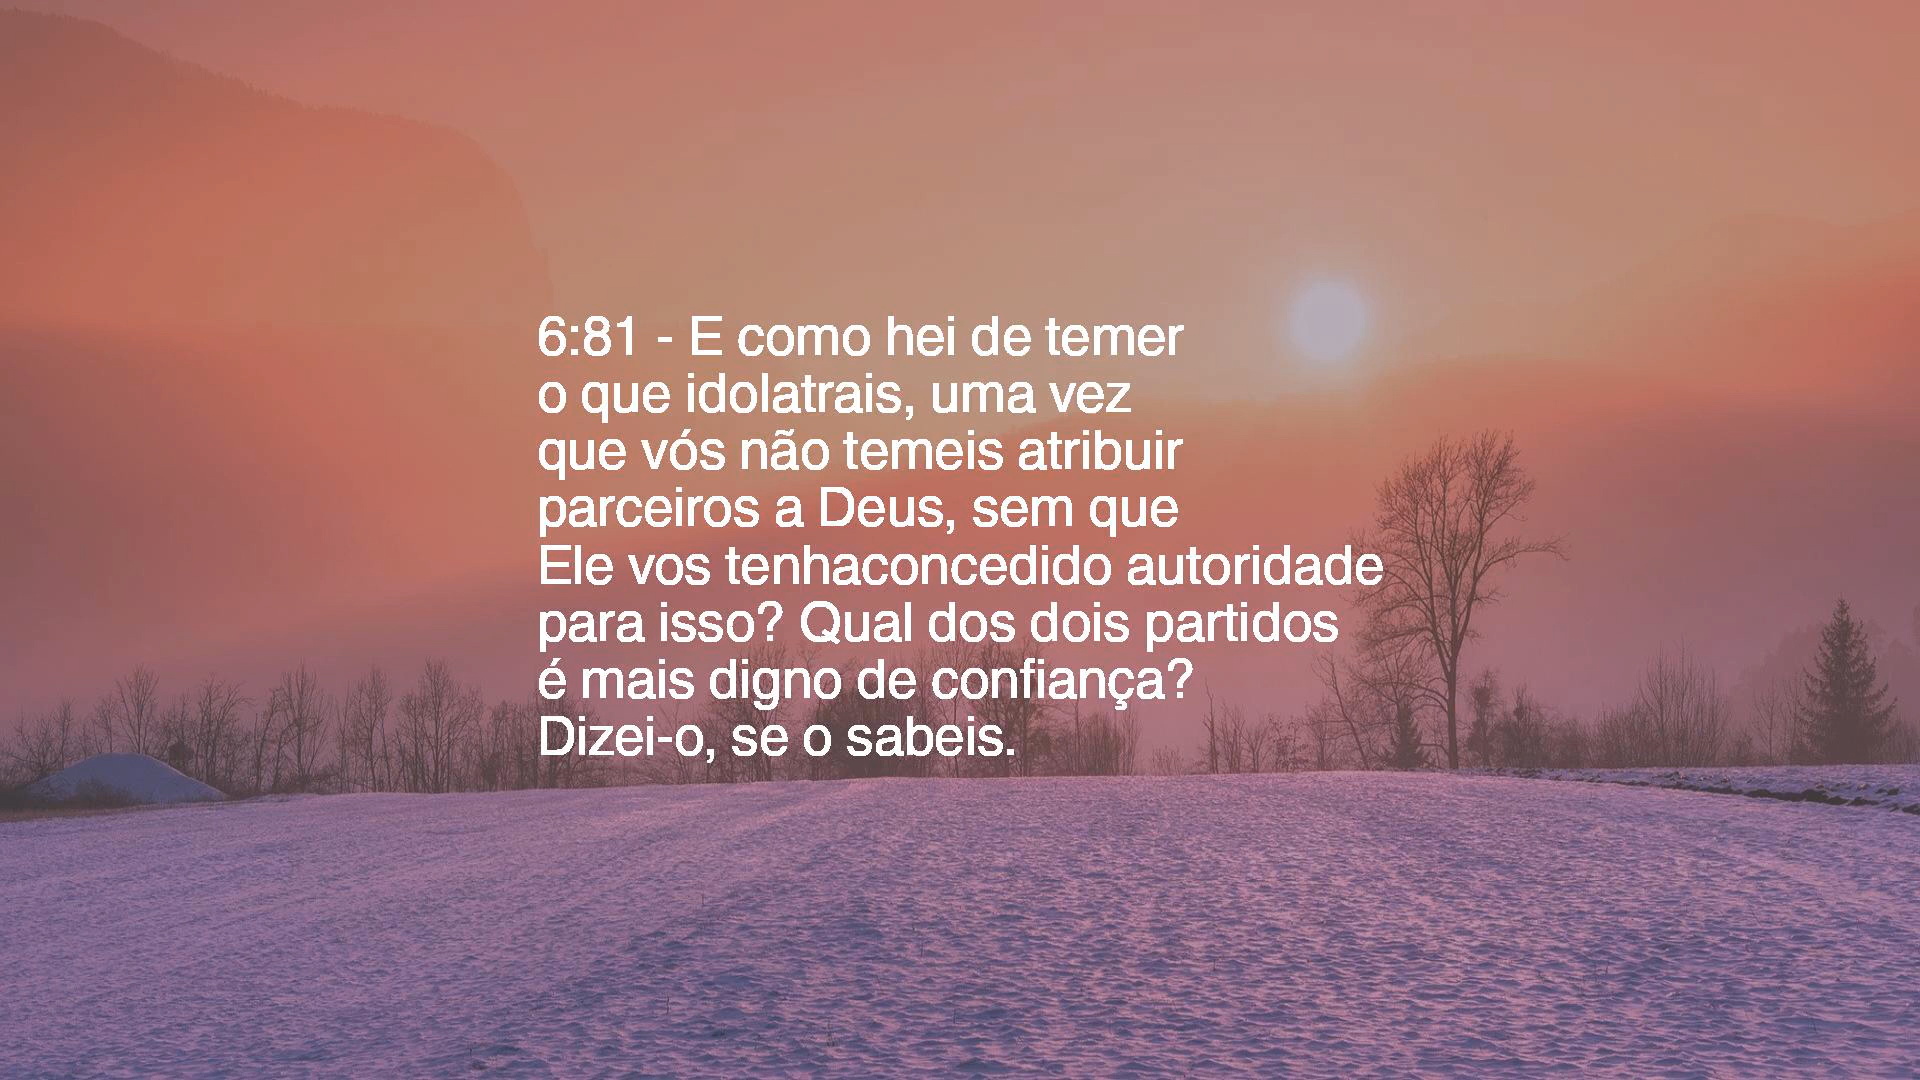 6:81 - E como hei de temer
o que idolatrais, uma vez
que vós não temeis atribuir
parceiros a Deus, sem que
Ele vos tenhaconcedido autoridade
para isso? Qual dos dois partidos
é mais digno de confiança?
Dizei-o, se o sabeis.